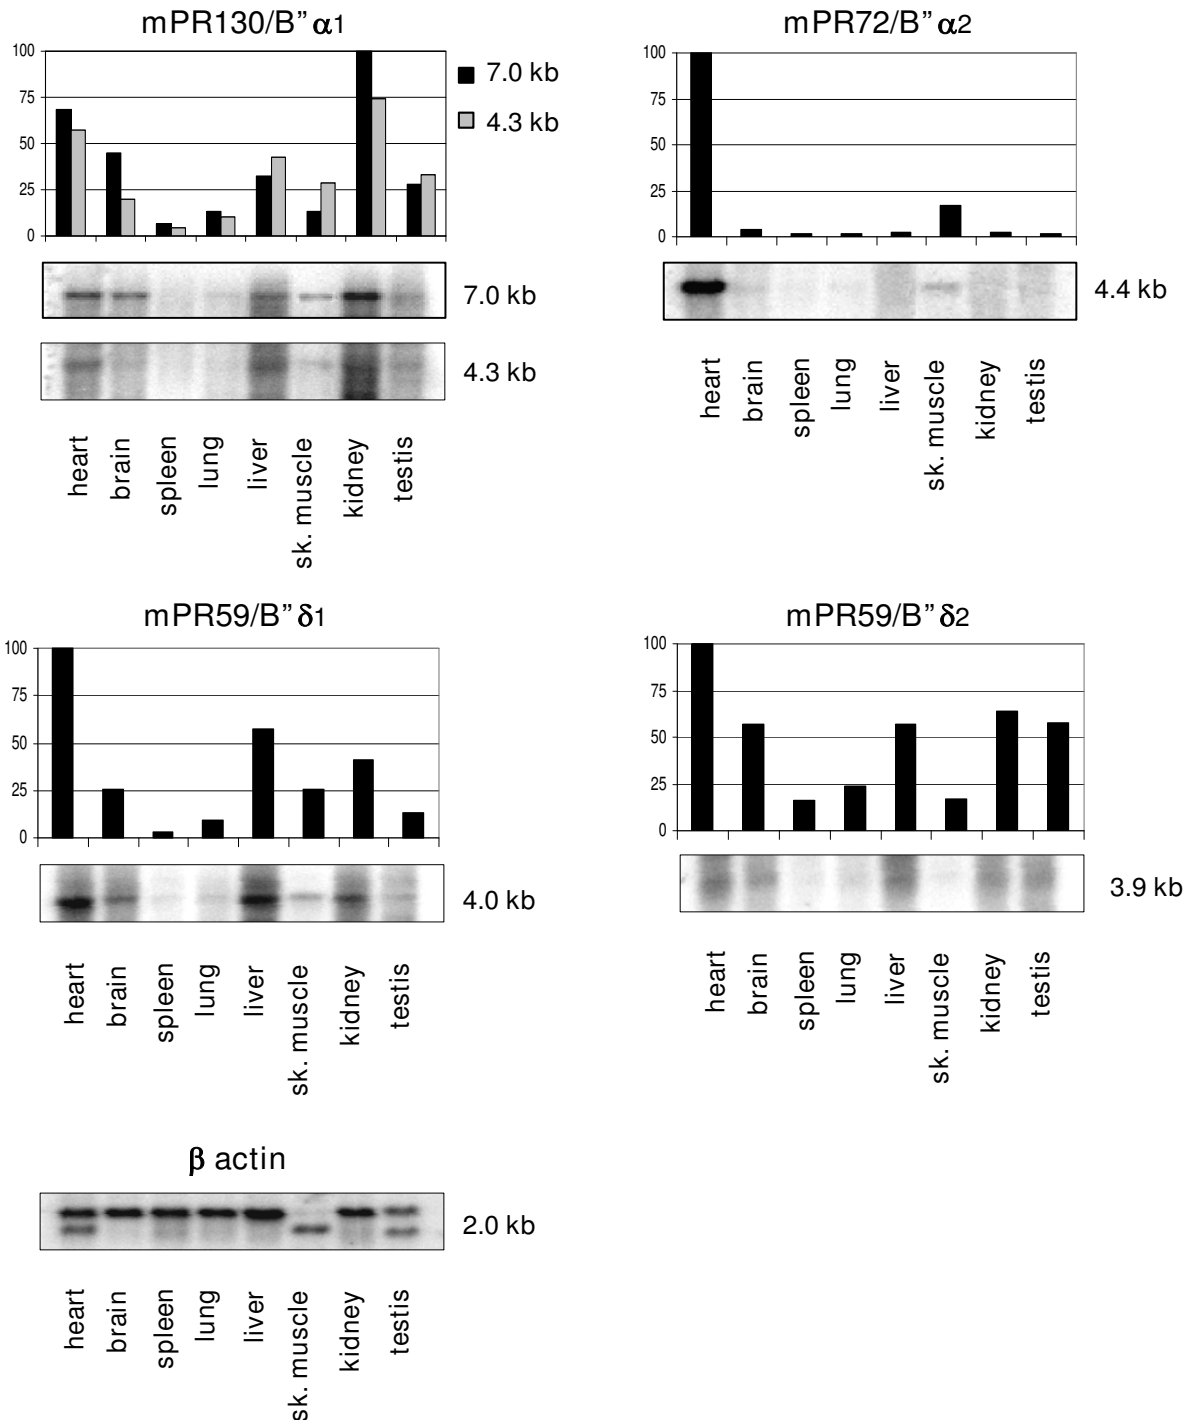 mPR130/B” α1
100
75
50
25
0
7.0 kb
4.3 kb
7.0 kb
4.3 kb
heart
brain
spleen
lung
liver
sk. muscle
kidney
testis
mPR72/B” α2
100
75
50
25
0
4.4 kb
heart
brain
spleen
lung
liver
sk. muscle
kidney
testis
mPR59/B” δ1
100
75
50
25
0
4.0 kb
heart
brain
spleen
lung
liver
sk. muscle
kidney
testis
mPR59/B” δ2
100
75
50
25
0
3.9 kb
heart
brain
spleen
lung
liver
sk. muscle
kidney
testis
β actin
2.0 kb
heart
brain
spleen
lung
liver
sk. muscle
kidney
testis